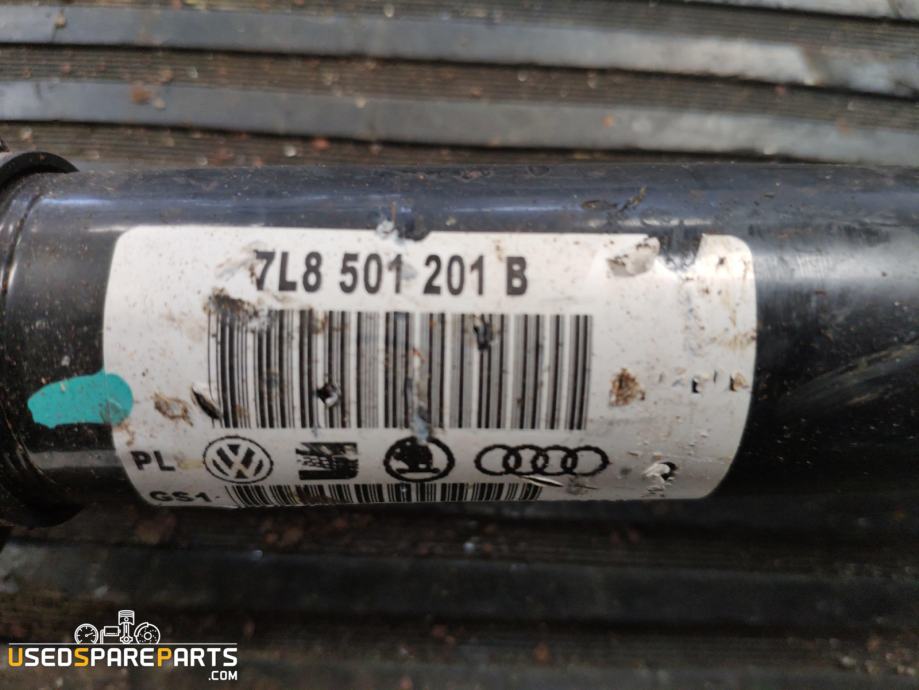 7L8 501 201 B
PL
GS1
USEDSPAREPARTS
.COM